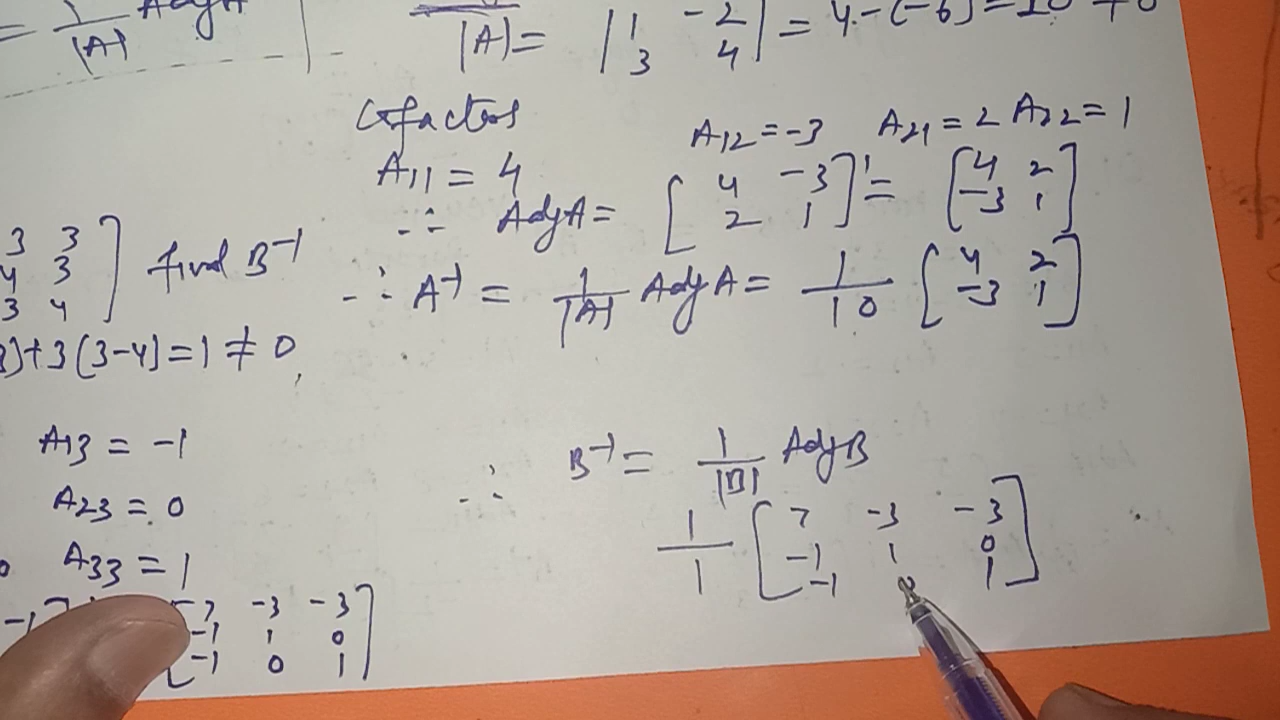 = 1/|A| AdjA
|A| = | 1 -2 | = 4-(-6) = 10 ≠ 0
3 4
Cofactors
A11 = 4 A12 = -3 A21 = 2 A22 = 1
∴ AdjA = [ 4 -3 ]' = [ 4 2 ]
2 1 -3 1
∴ A⁻¹ = 1/|A| AdjA = 1/10 [ 4 2 ]
-3 1
3 3
4 3 ] find B⁻¹
3 4
)+3(3-4) = 1 ≠ 0
A13 = -1
A23 = 0
A33 = 1
-1
7 -3 -3
-1 1 0
-1 0 1
∴ B⁻¹ = 1/|B| AdjB
1/1 [ 7 -3 -3 ]
-1 1 0
-1 0 1